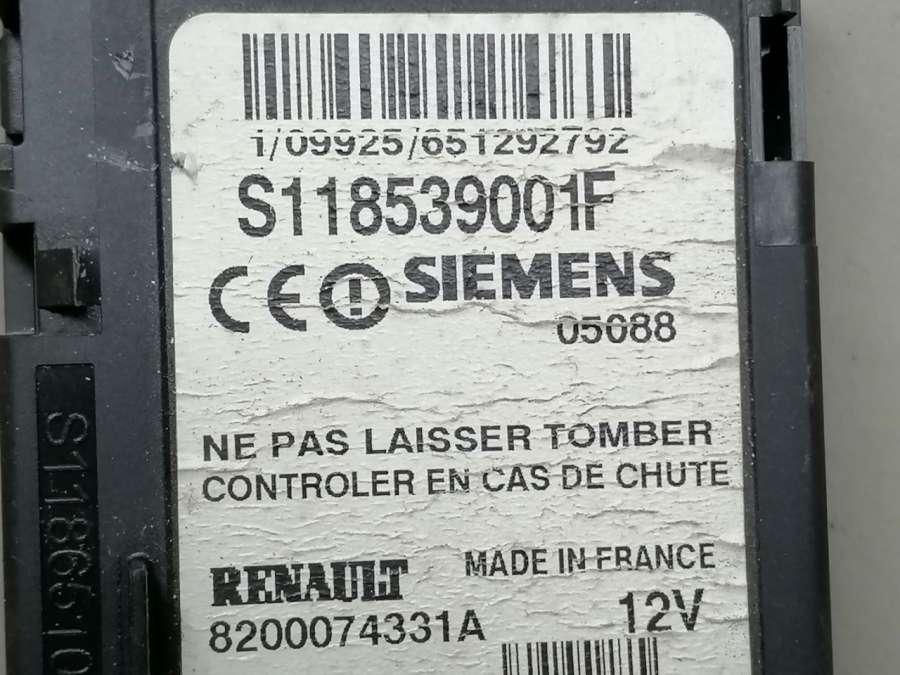 1/09925/651292792
S118539001F
CE SIEMENS
05088
NE PAS LAISSER TOMBER
CONTROLER EN CAS DE CHUTE
RENAULT MADE IN FRANCE
8200074331A 12V